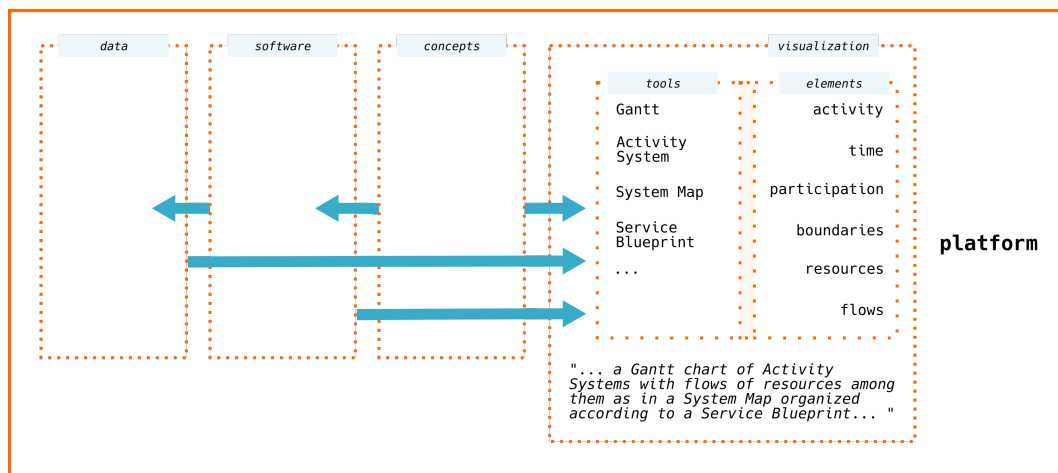 data
software
concepts
visualization
tools
elements
Gantt
activity
Activity
System
time
System Map
participation
Service
Blueprint
boundaries
...
resources
flows
platform
"... a Gantt chart of Activity
Systems with flows of resources among
them as in a System Map organized
according to a Service Blueprint... "